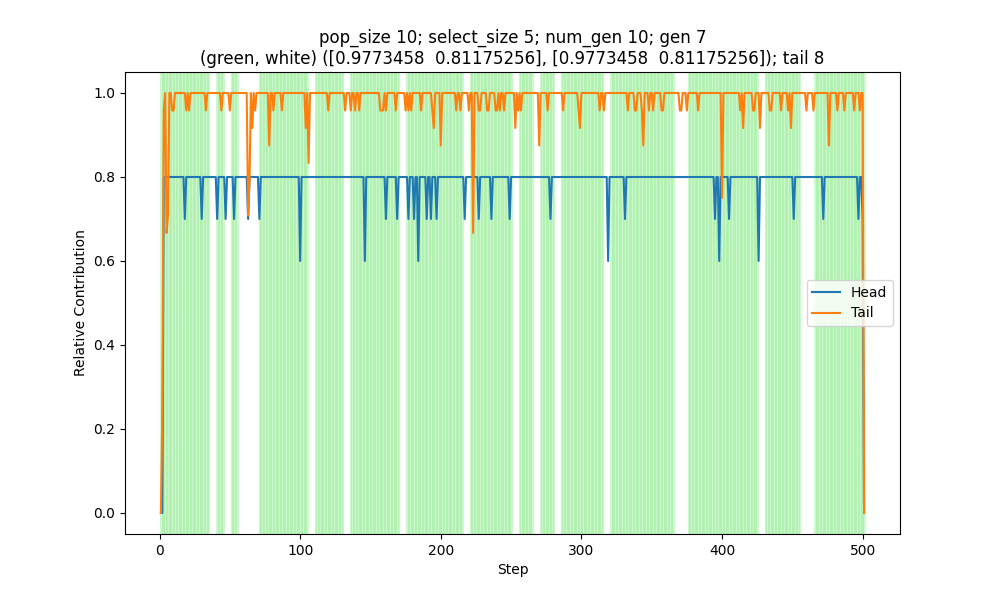 pop_size 10; select_size 5; num_gen 10; gen 7
(green, white) ([0.9773458  0.81175256], [0.9773458  0.81175256]); tail 8
1.0
0.8
0.6
0.4
0.2
0.0
Relative Contribution
Head
Tail
0
100
200
300
400
500
Step